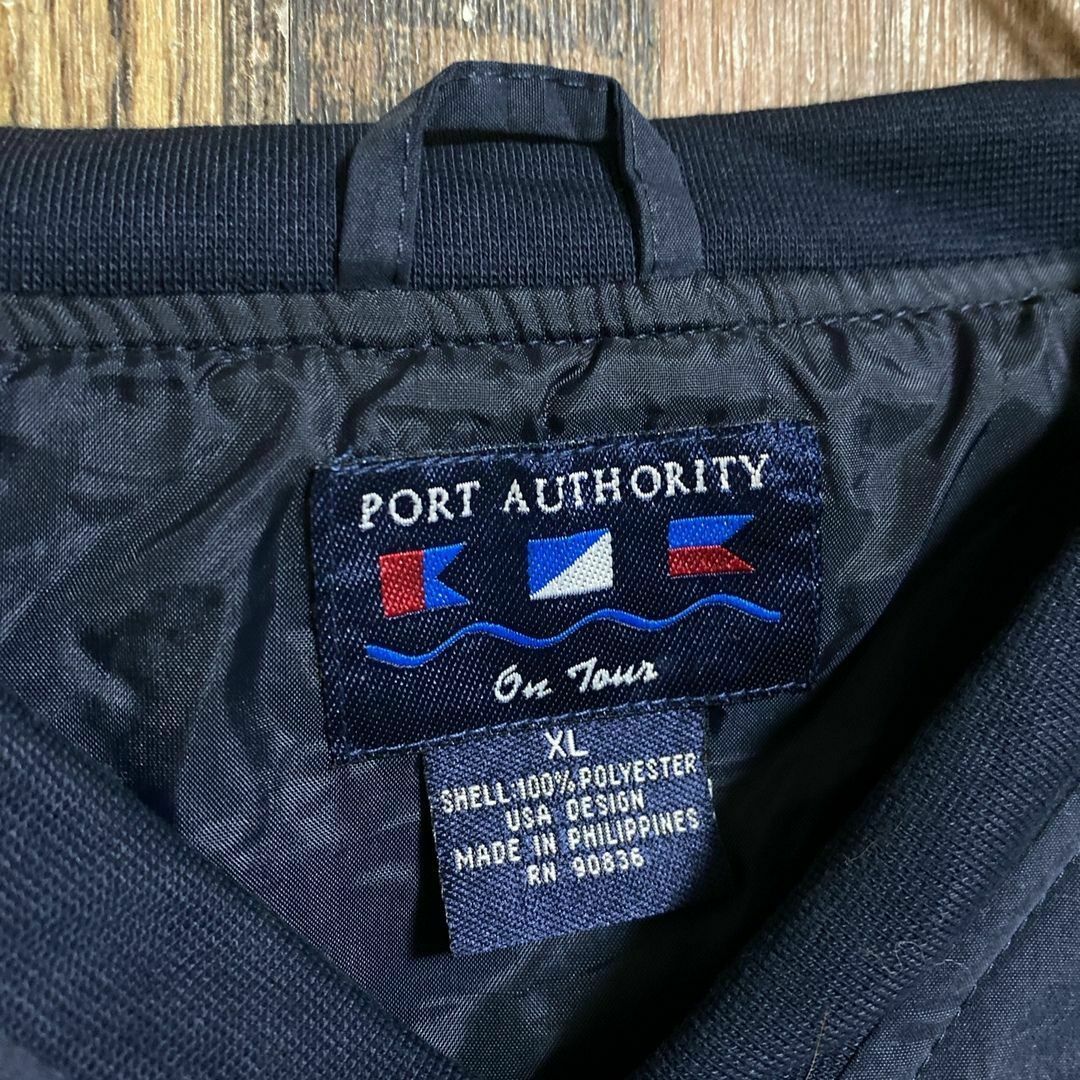 PORT AUTHORITY
On Tour
XL
SHELL:100% POLYESTER
USA DESIGN
MADE IN PHILIPPINES
RN 90836